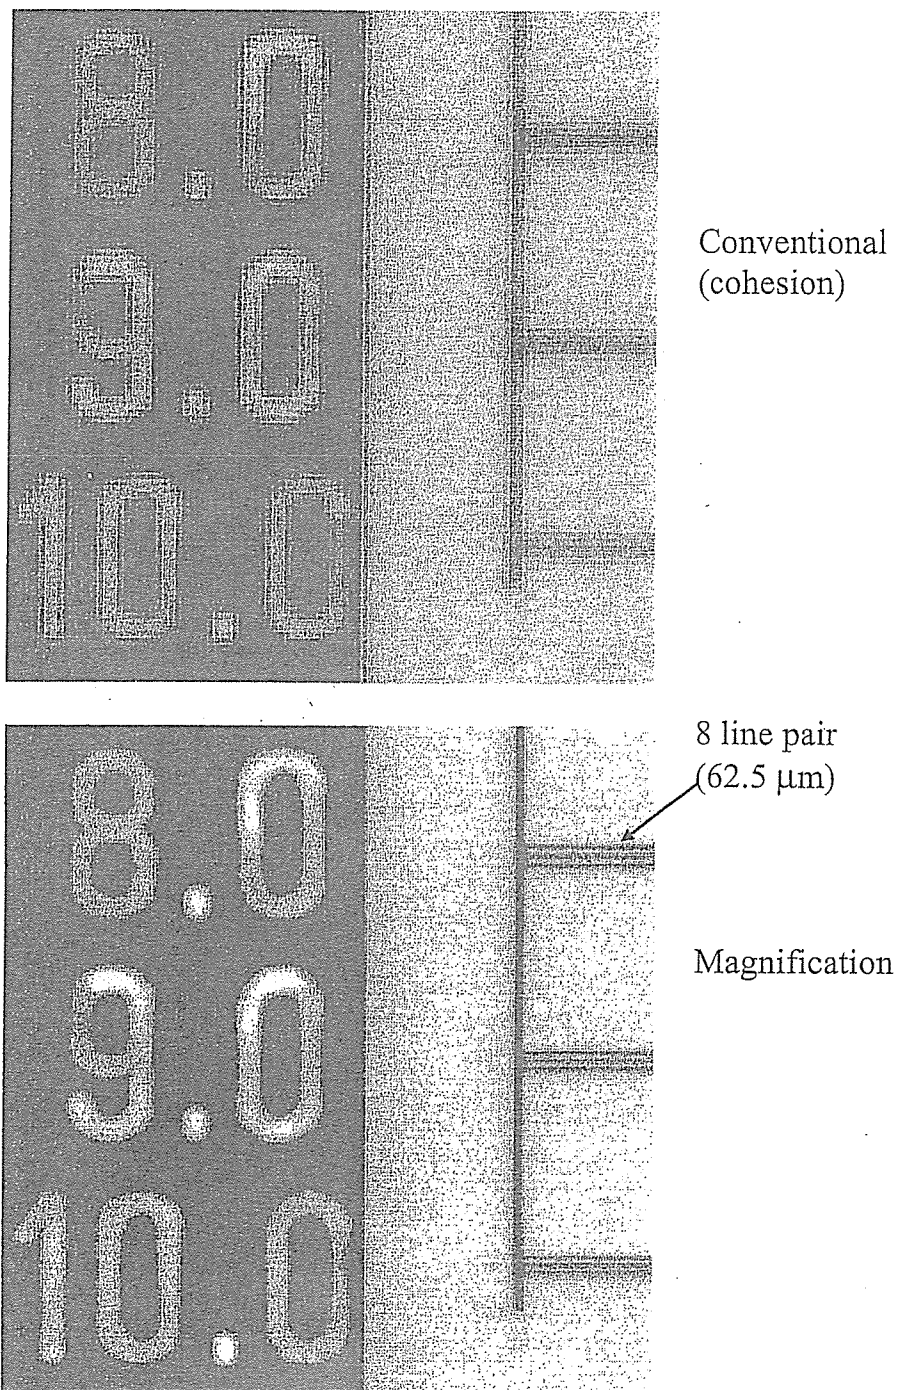 8.0
9.0
10.0
Conventional
(cohesion)
8.0
9.0
10.0
8 line pair
(62.5 μm)
Magnification